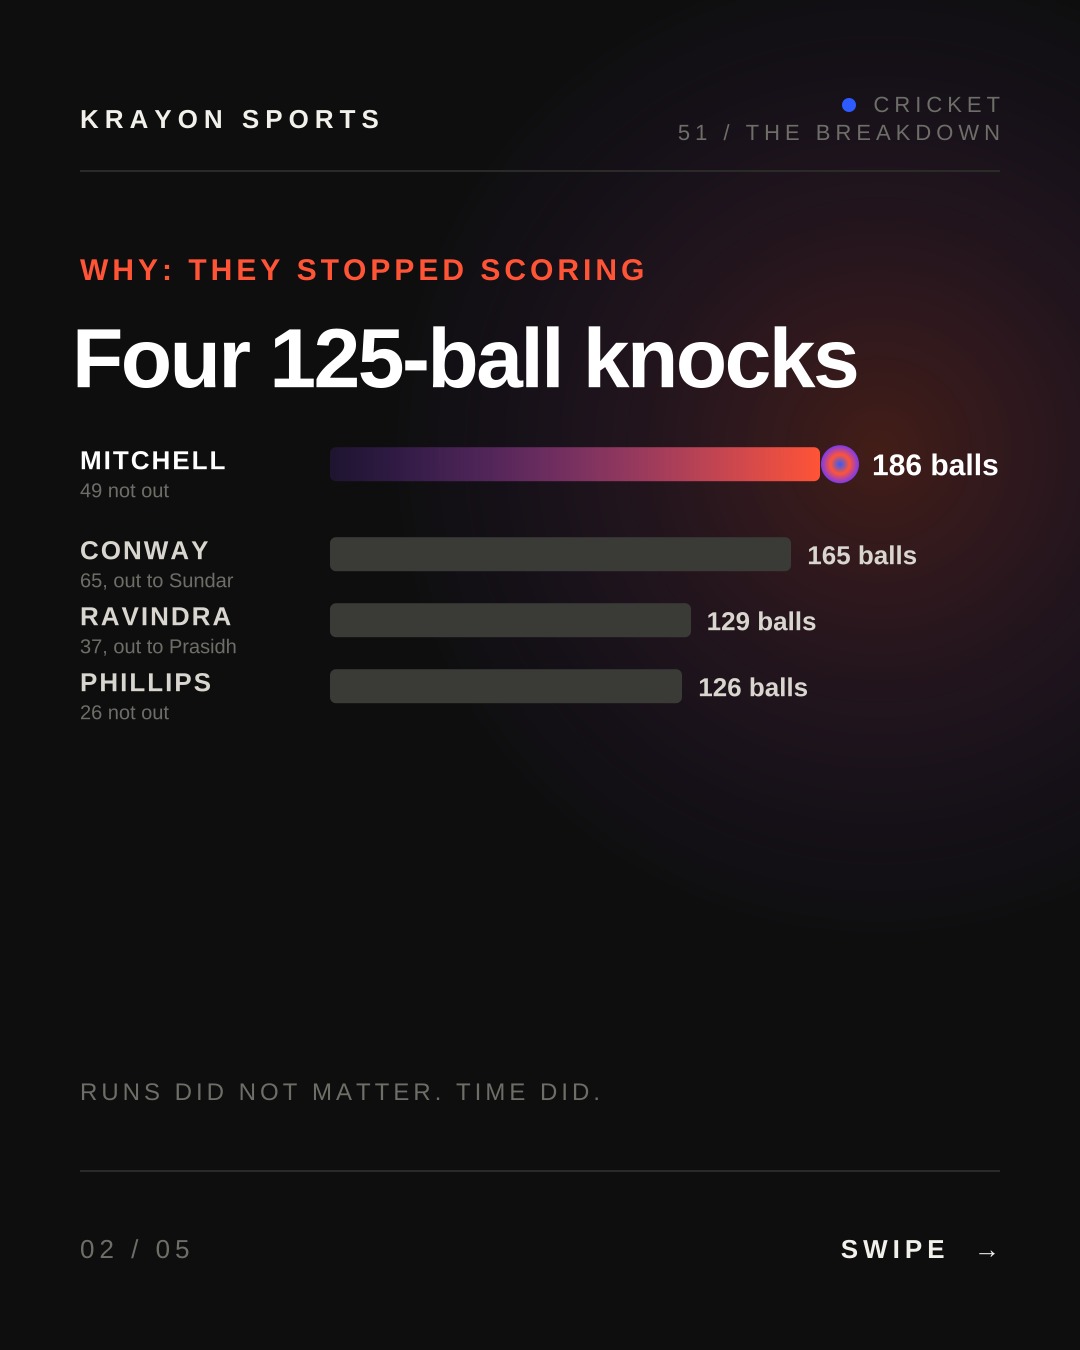 KRAYON SPORTS
CRICKET
51 / THE BREAKDOWN
WHY: THEY STOPPED SCORING
Four 125-ball knocks
MITCHELL
49 not out
186 balls
CONWAY
65, out to Sundar
165 balls
RAVINDRA
37, out to Prasidh
129 balls
PHILLIPS
26 not out
126 balls
RUNS DID NOT MATTER. TIME DID.
02 / 05
SWIPE →